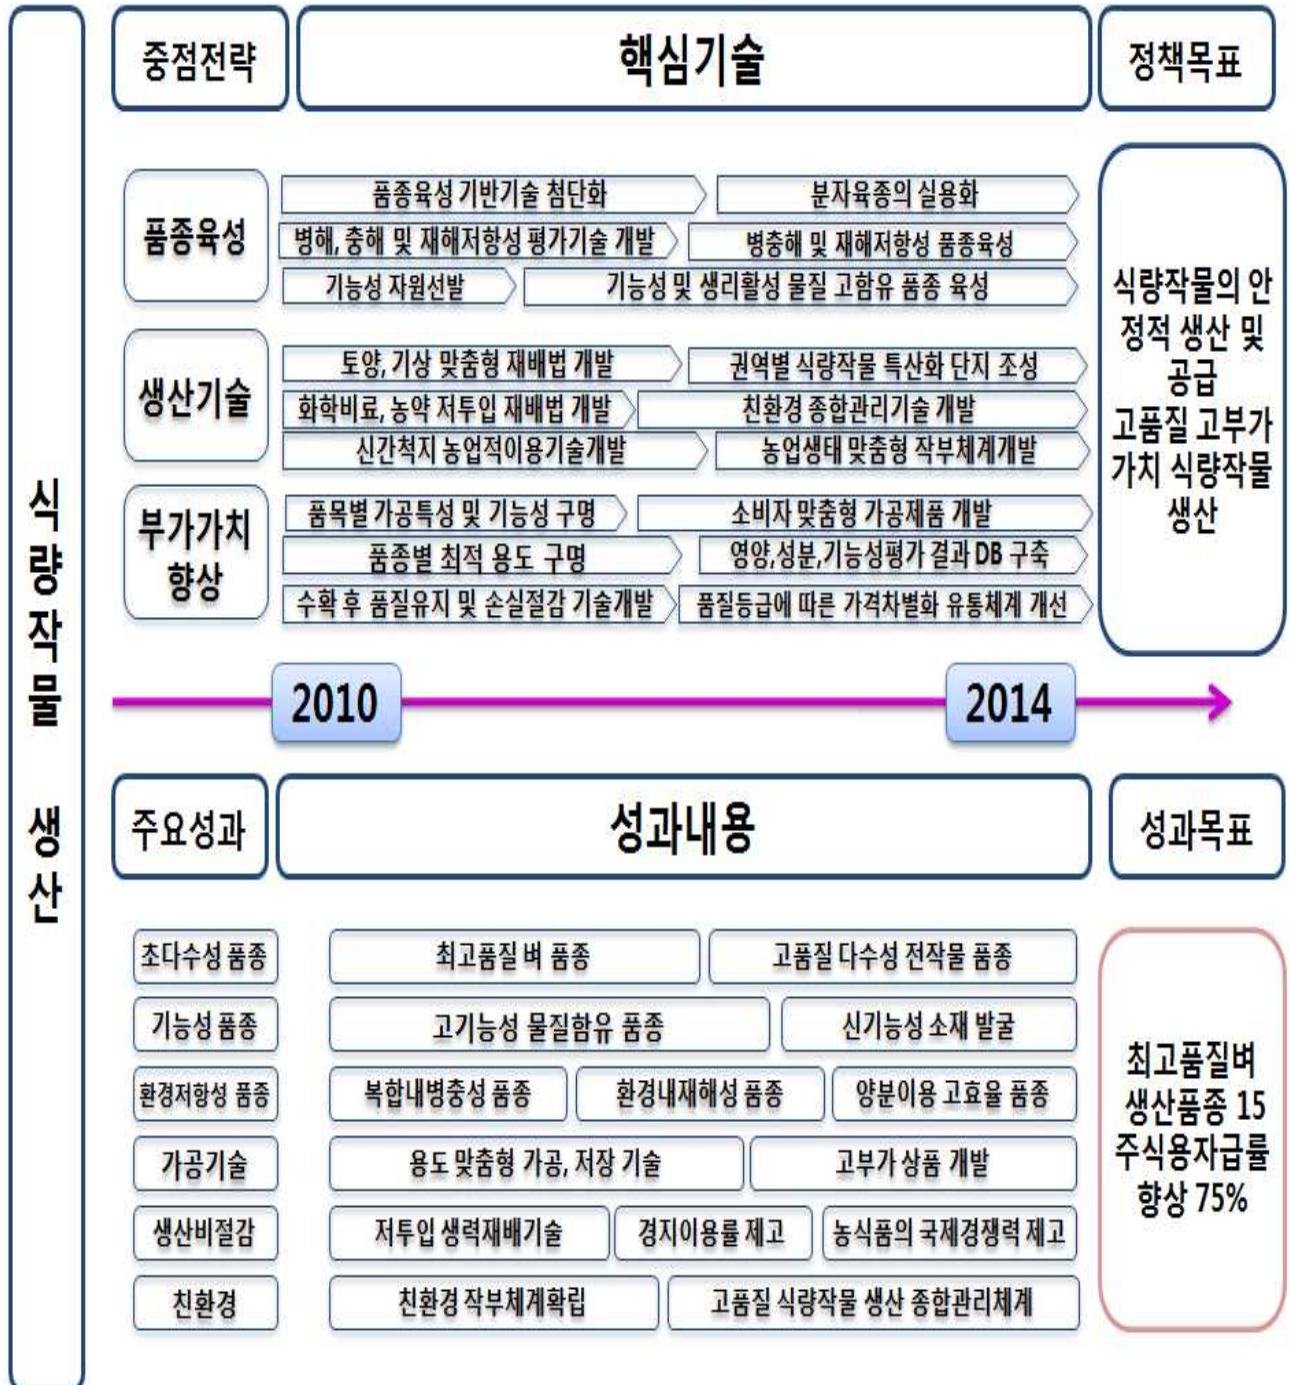 식량작물 생산
중점전략
핵심기술
정책목표
품종육성
품종육성 기반기술 첨단화
분자육종의 실용화
병해, 충해 및 재해저항성 평가기술 개발
병충해 및 재해저항성 품종육성
기능성 자원선발
기능성 및 생리활성 물질 고함유 품종 육성
생산기술
토양, 기상 맞춤형 재배법 개발
권역별 식량작물 특산화 단지 조성
화학비료, 농약 저투입 재배법 개발
친환경 종합관리기술 개발
신간척지 농업적이용기술개발
농업생태 맞춤형 작부체계개발
부가가치
향상
품목별 가공특성 및 기능성 구명
소비자 맞춤형 가공제품 개발
품종별 최적 용도 구명
영양,성분,기능성평가 결과 DB 구축
수확 후 품질유지 및 손실절감 기술개발
품질등급에 따른 가격차별화 유통체계 개선
식량작물의 안
정적 생산 및
공급
고품질 고부가
가치 식량작물
생산
2010
2014
주요성과
성과내용
성과목표
초다수성 품종
최고품질 벼 품종
고품질 다수성 전작물 품종
기능성 품종
고기능성 물질함유 품종
신기능성 소재 발굴
환경저항성 품종
복합내병충성 품종
환경내재해성 품종
양분이용 고효율 품종
가공기술
용도 맞춤형 가공, 저장 기술
고부가 상품 개발
생산비절감
저투입 생력재배기술
경지이용률 제고
농식품의 국제경쟁력 제고
친환경
친환경 작부체계확립
고품질 식량작물 생산 종합관리체계
최고품질벼
생산품종 15
주식용자급률
향상 75%